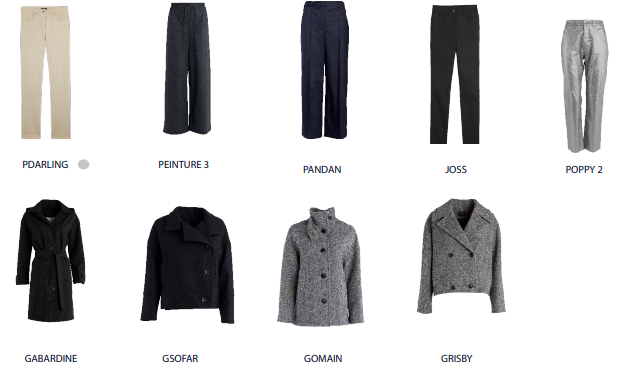 PDARLING
PEINTURE 3
PANDAN
JOSS
POPPY 2
GABARDINE
GSOFAR
GOMAIN
GRISBY